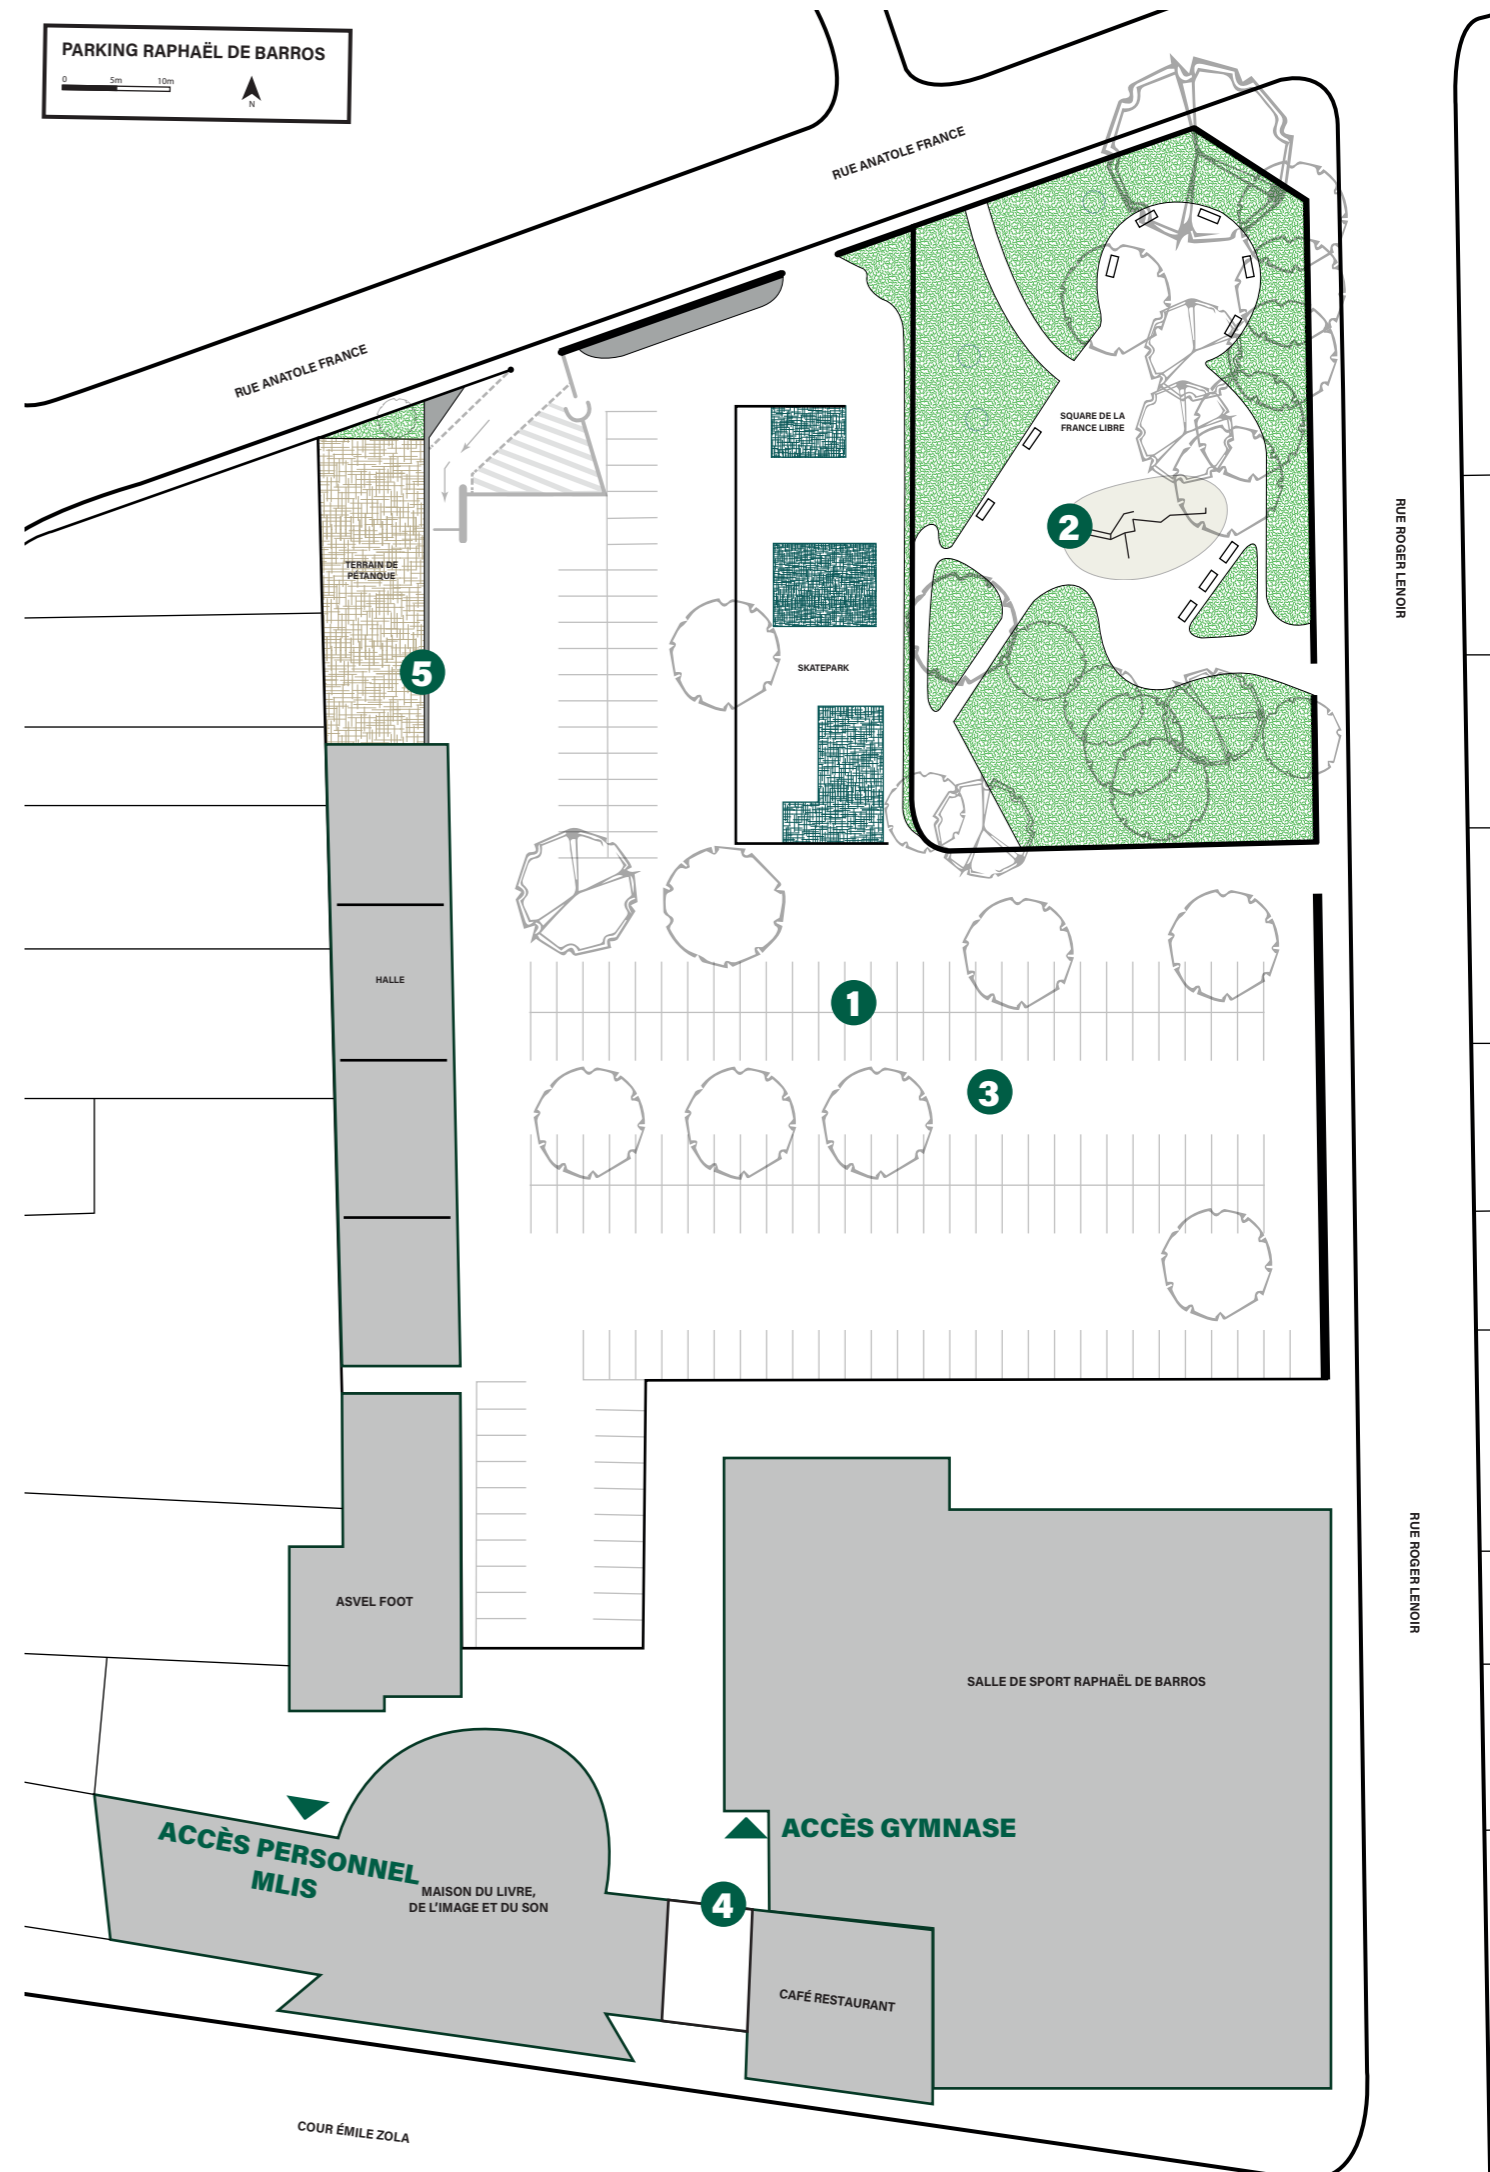 PARKING RAPHAËL DE BARROS
0 5m 10m
N
RUE ANATOLE FRANCE
RUE ANATOLE FRANCE
SQUARE DE LA
FRANCE LIBRE
2
RUE ROGER LENOIR
TERRAIN DE
PÉTANQUE
5
SKATEPARK
HALLE
1
3
ASVEL FOOT
RUE ROGER LENOIR
SALLE DE SPORT RAPHAËL DE BARROS
ACCÈS GYMNASE
ACCÈS PERSONNEL
MLIS
MAISON DU LIVRE,
DE L'IMAGE ET DU SON
4
CAFÉ RESTAURANT
COUR ÉMILE ZOLA